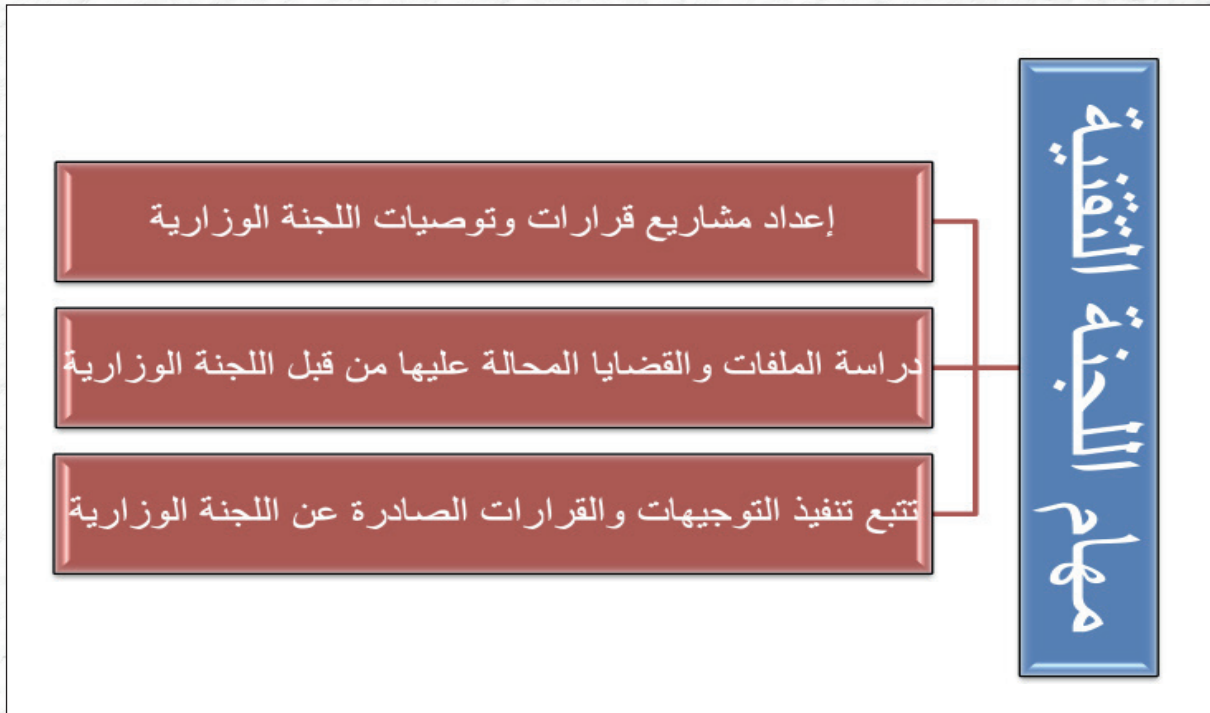 مهام اللجنة التقنية
إعداد مشاريع قرارات وتوصيات اللجنة الوزارية
دراسة الملفات والقضايا المحالة عليها من قبل اللجنة الوزارية
تتبع تنفيذ التوجيهات والقرارات الصادرة عن اللجنة الوزارية